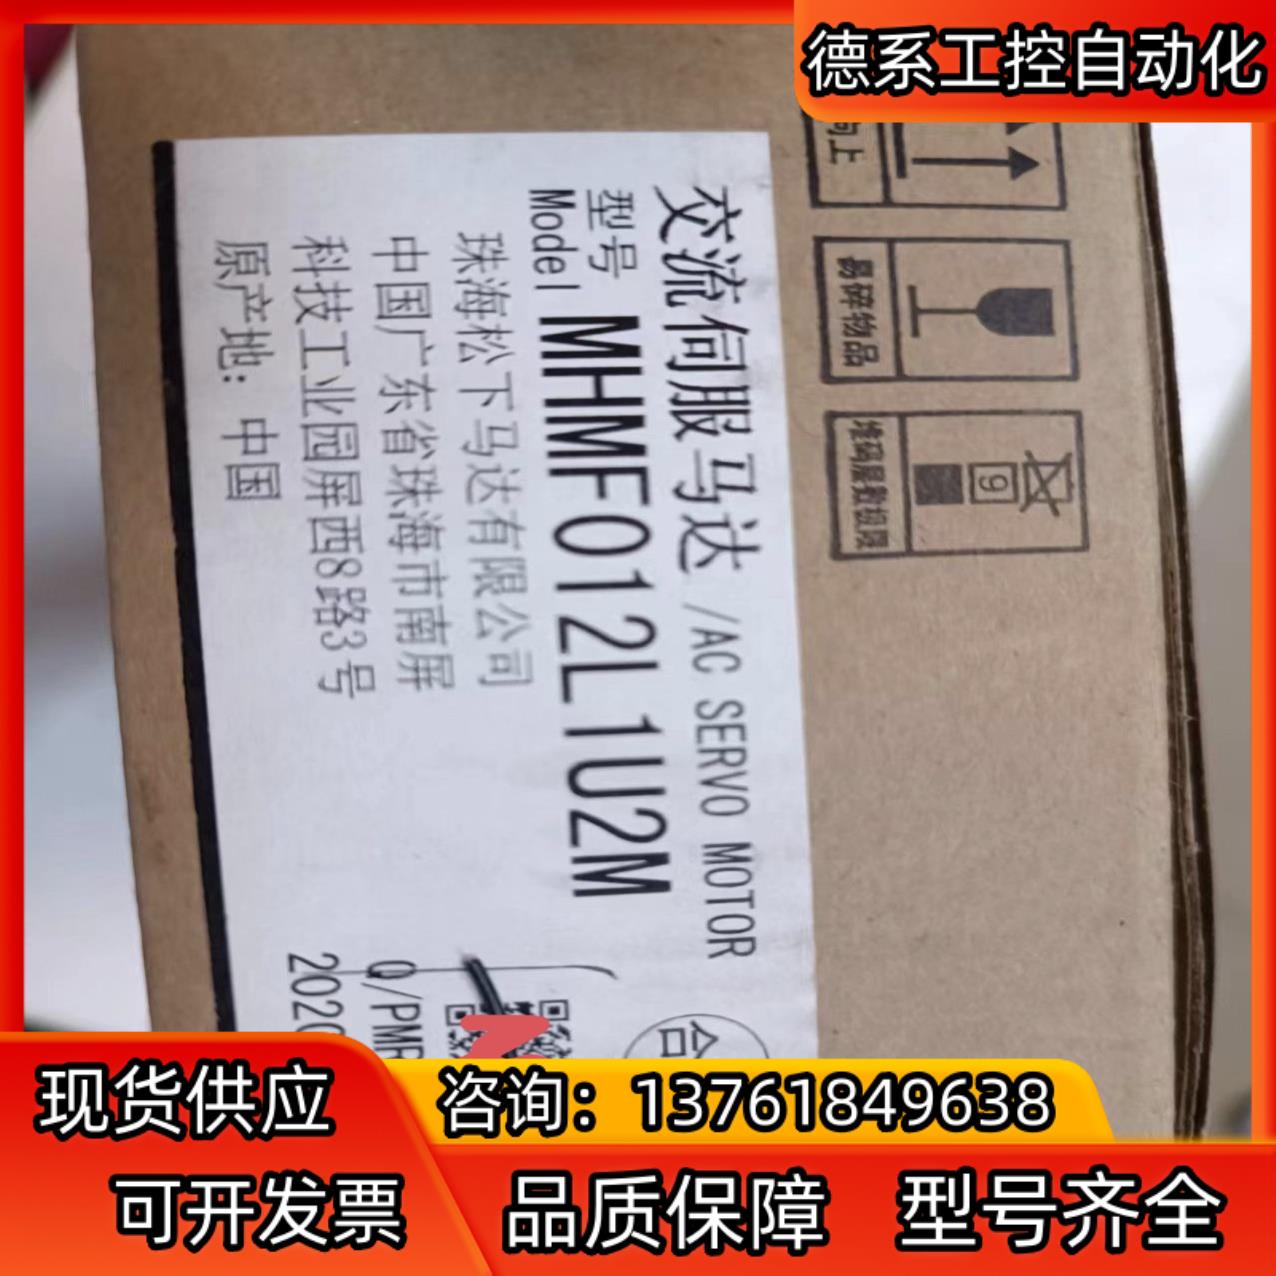 德系工控自动化
向上
易碎物品
堆码层数极限
9
交流伺服马达 /AC SERVO MOTOR
型号
Model MHMF012L1U2M
珠海松下马达有限公司
中国广东省珠海市南屏
科技工业园屏西8路3号
原产地: 中国
合
Q/PMR
2020
现货供应
咨询：13761849638
可开发票
品质保障
型号齐全